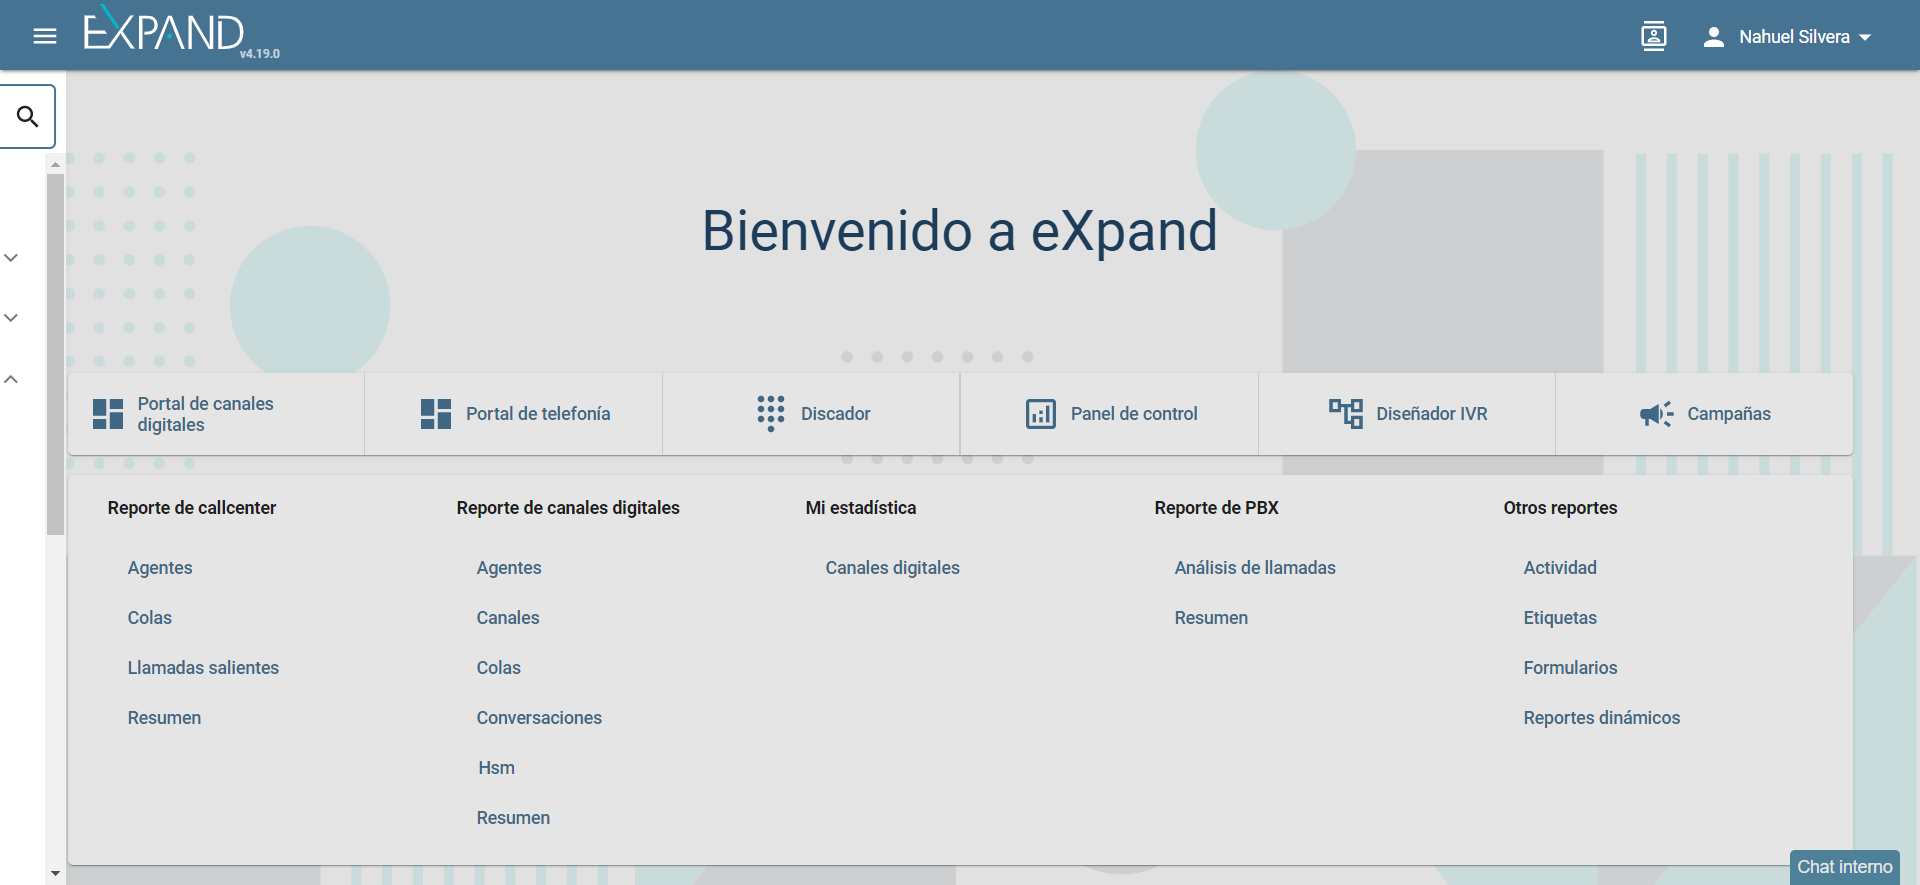 EXPAND
v4.19.0
Nahuel Silvera
Bienvenido a eXpand
Portal de canales
digitales
Portal de telefonía
Discador
Panel de control
Diseñador IVR
Campañas
Reporte de callcenter
Agentes
Colas
Llamadas salientes
Resumen
Reporte de canales digitales
Agentes
Canales
Colas
Conversaciones
Hsm
Resumen
Mi estadística
Canales digitales
Reporte de PBX
Análisis de llamadas
Resumen
Otros reportes
Actividad
Etiquetas
Formularios
Reportes dinámicos
Chat interno